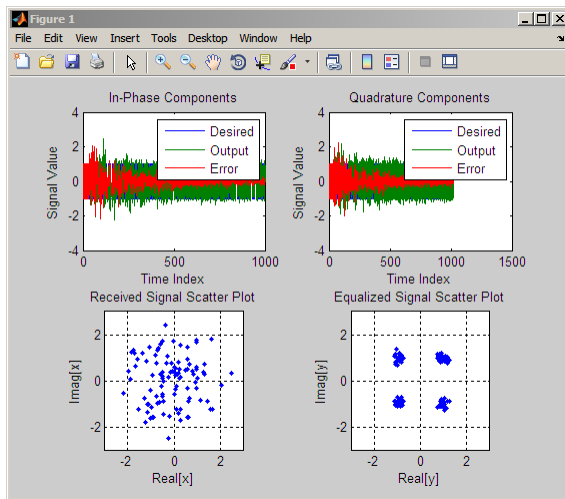 Figure 1
File Edit View Insert Tools Desktop Window Help
In-Phase Components
Signal Value
4
2
0
-2
-4
Desired
Output
Error
0 500 1000
Time Index
Quadrature Components
Signal Value
4
2
0
-2
-4
Desired
Output
Error
0 500 1000 1500
Time Index
Received Signal Scatter Plot
Imag[x]
2
0
-2
-2 0 2
Real[x]
Equalized Signal Scatter Plot
Imag[y]
2
0
-2
-2 0 2
Real[y]